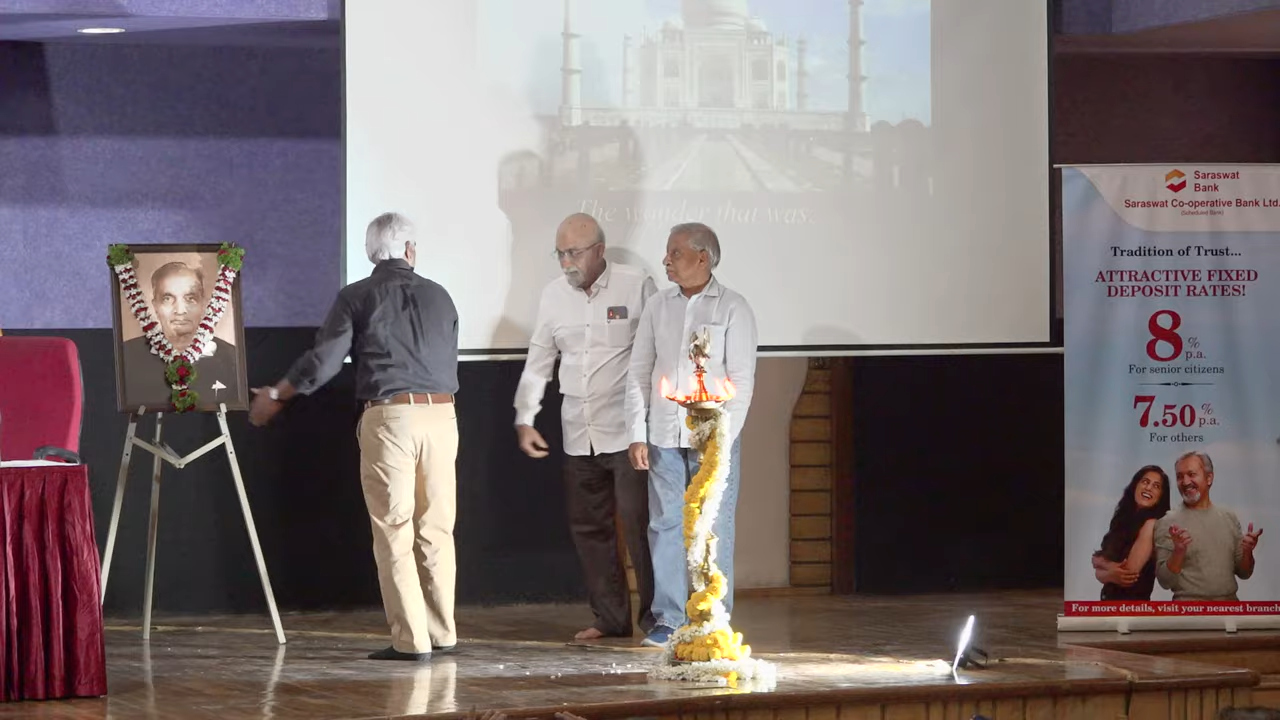 The wonder that was.
Saraswat
Bank
Saraswat Co-operative Bank Ltd.
(Scheduled Bank)
Tradition of Trust...
ATTRACTIVE FIXED
DEPOSIT RATES!
8% p.a.
For senior citizens
7.50% p.a.
For others
For more details, visit your nearest branch